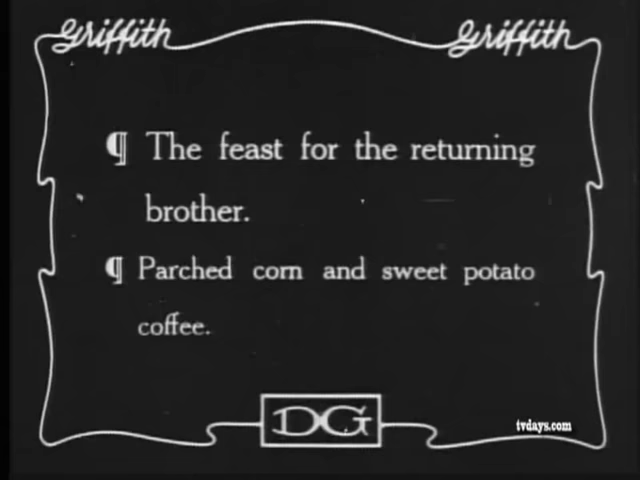 Griffith Griffith
¶ The feast for the returning
brother.
¶ Parched corn and sweet potato
coffee.
DG
tvdays.com